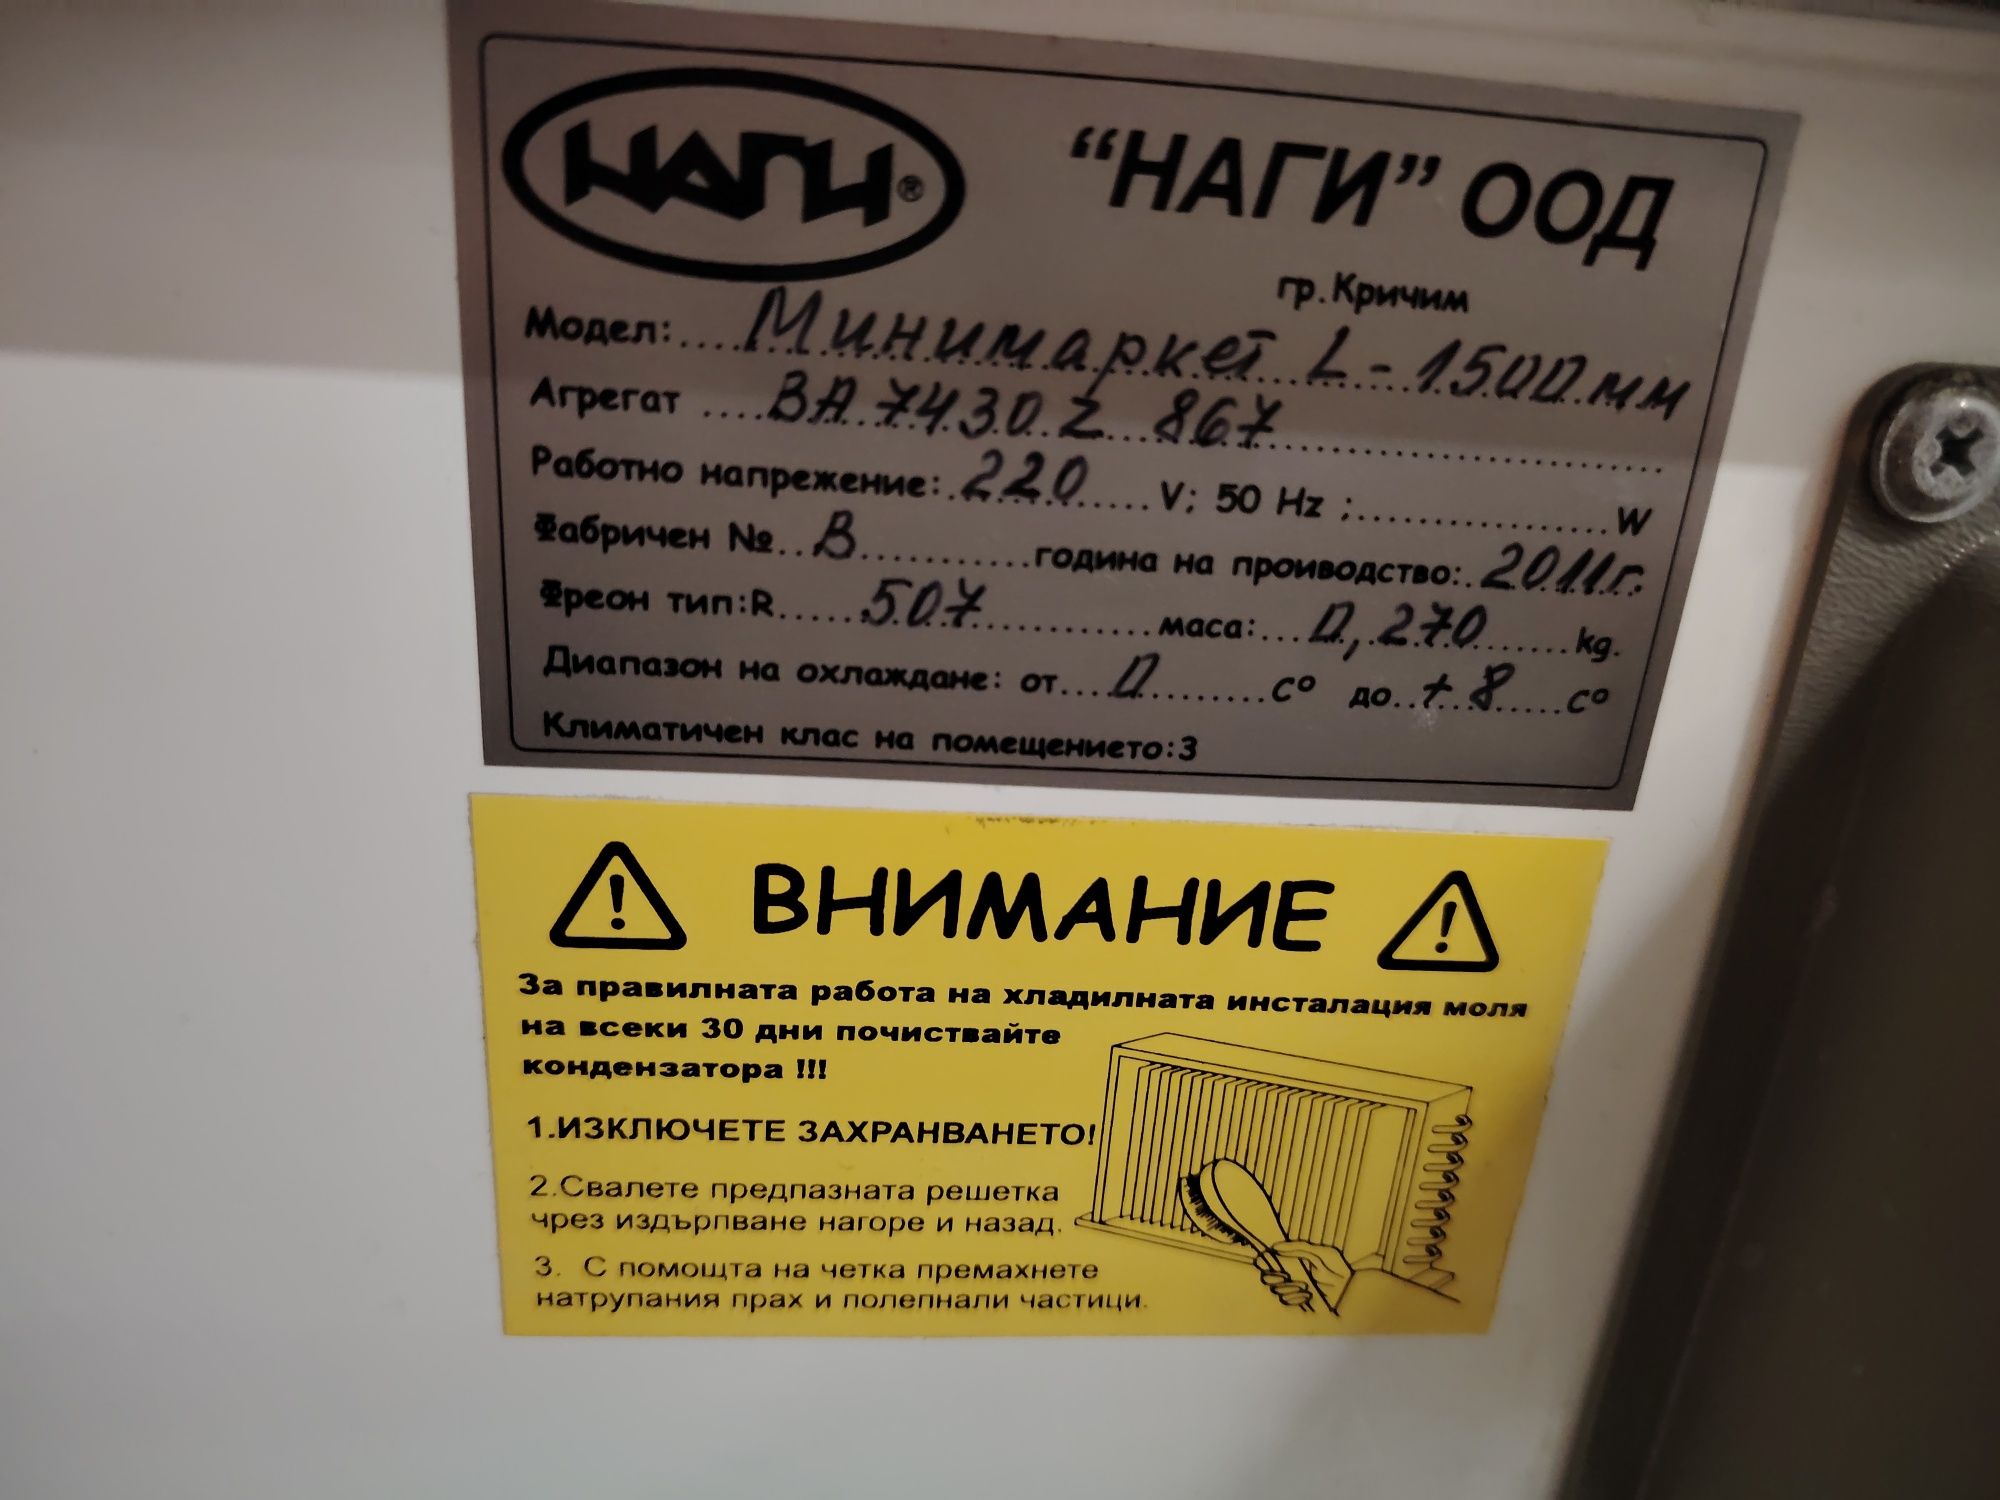 НАГИ®
"НАГИ" ООД
гр.Кричим
Модел:....Минимаркет L-1500мм
Агрегат ....ВА 7430 Z 867..............................
Работно напрежение:.220.....V; 50 Hz ;..................W
Фабричен №..В...........година на проиводство:.2011г.
Фреон тип:R.....507............маса:...0,270.......kg.
Диапазон на охлаждане: от....0........C° до..+8.....C°
Климатичен клас на помещението:3
ВНИМАНИЕ
За правилната работа на хладилната инсталация моля
на всеки 30 дни почиствайте
кондензатора !!!
1.ИЗКЛЮЧЕТЕ ЗАХРАНВАНЕТО!
2.Свалете предпазната решетка
чрез издърпване нагоре и назад.
3. С помощта на четка премахнете
натрупания прах и полепнали частици.